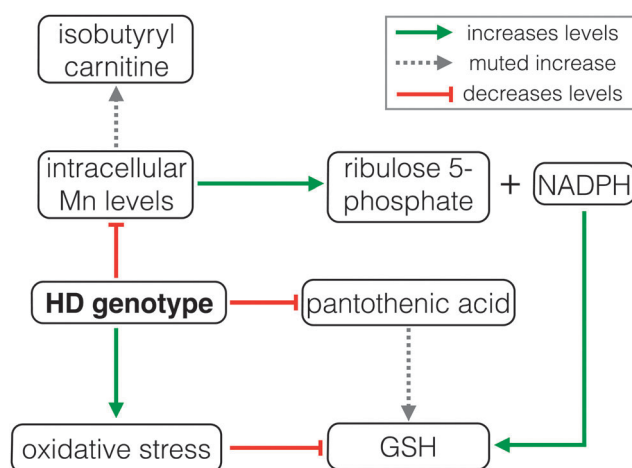 isobutyryl
carnitine
increases levels
muted increase
decreases levels
intracellular
Mn levels
ribulose 5-
phosphate
+
NADPH
HD genotype
pantothenic acid
oxidative stress
GSH